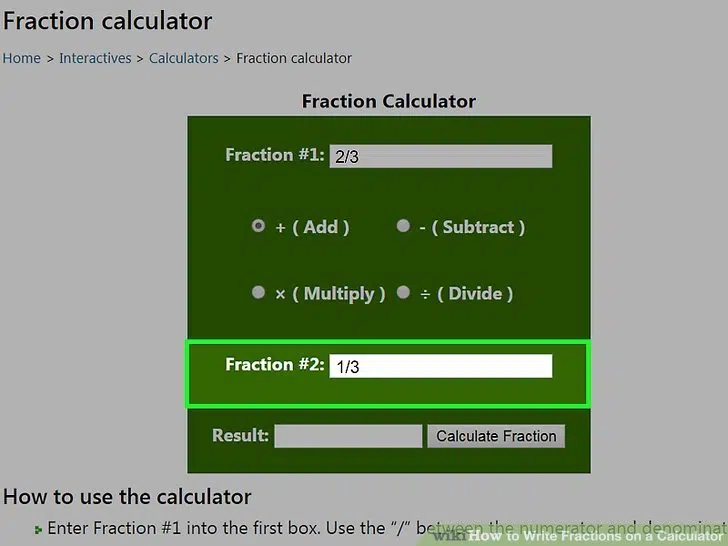 Fraction calculator
Home > Interactives > Calculators > Fraction calculator
Fraction Calculator
Fraction #1: 2/3
+ ( Add ) - ( Subtract )
× ( Multiply ) ÷ ( Divide )
Fraction #2: 1/3
Result: Calculate Fraction
How to use the calculator
Enter Fraction #1 into the first box. Use the “/” between the numerator and denominat
wikiHow to Write Fractions on a Calculator